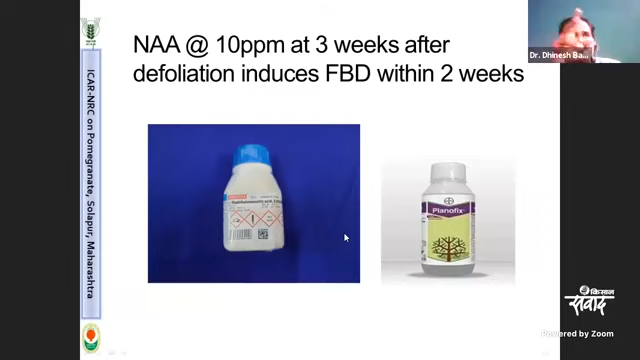 NAA @ 10ppm at 3 weeks after
defoliation induces FBD within 2 weeks
ICAR-NRC on Pomegranate, Solapur, Maharashtra
Planofix
Dr. Dhinesh Ba...
किसान
संवाद
Powered by Zoom